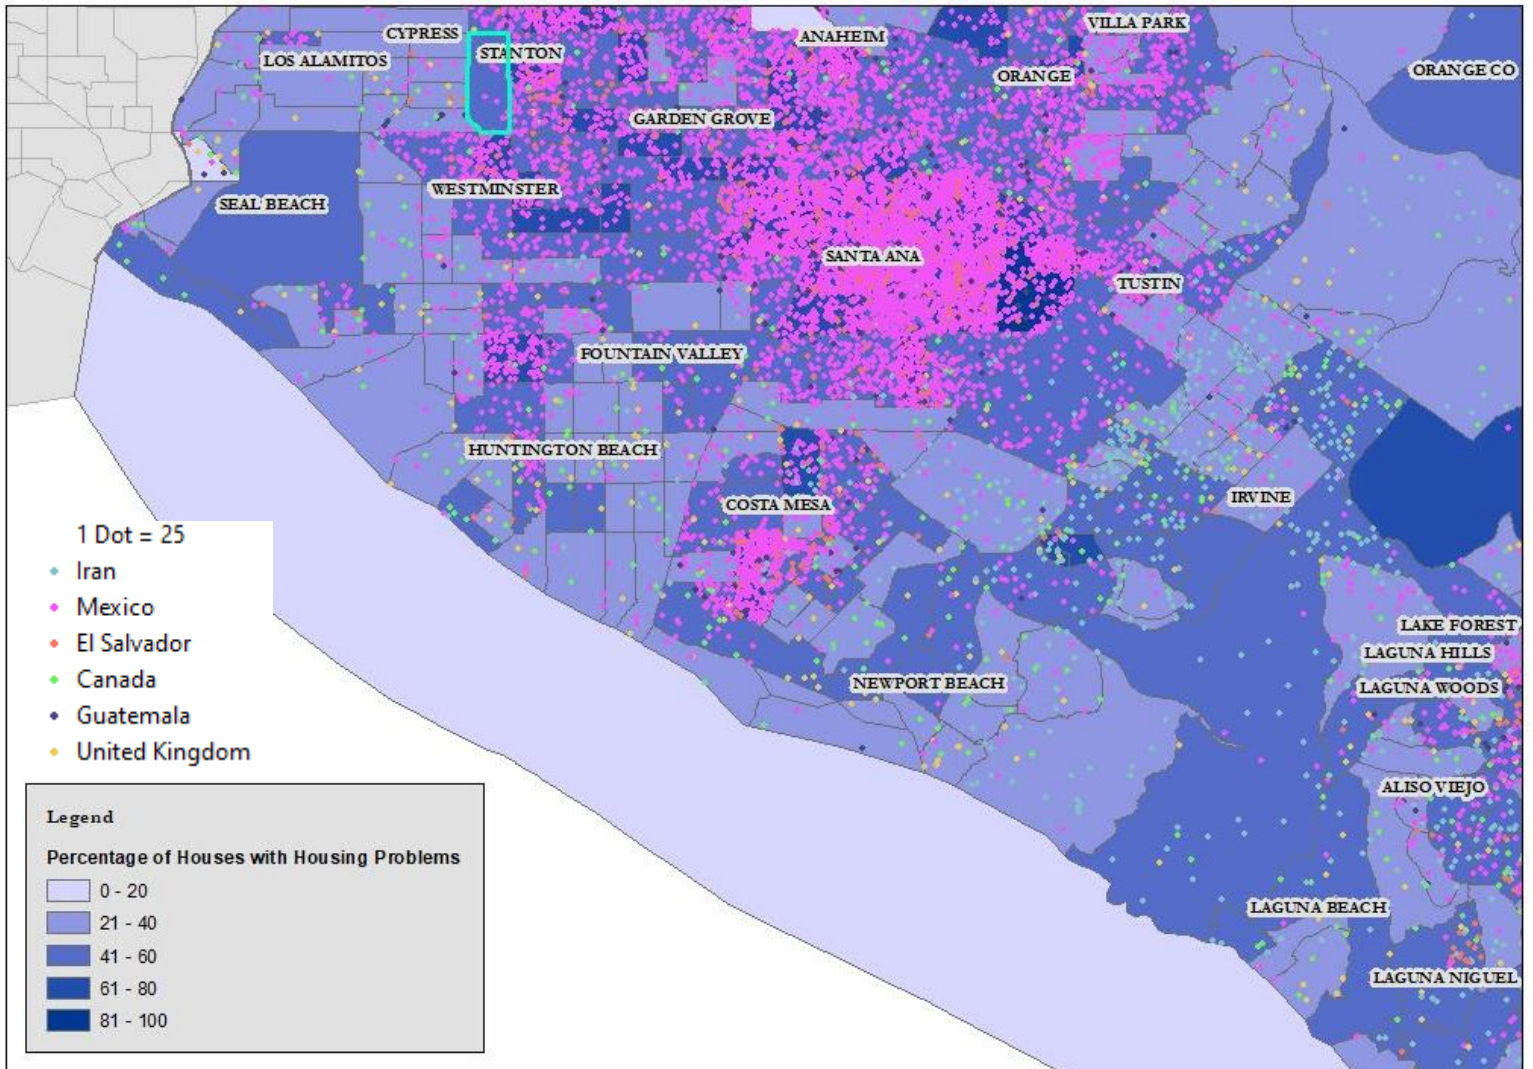 CYPRESS
STANTON
ANAHEIM
VILLA PARK
LOS ALAMITOS
ORANGE
ORANGE CO
GARDEN GROVE
WESTMINSTER
SEAL BEACH
SANTA ANA
TUSTIN
FOUNTAIN VALLEY
HUNTINGTON BEACH
COSTA MESA
IRVINE
LAKE FOREST
LAGUNA HILLS
NEWPORT BEACH
LAGUNA WOODS
ALISO VIEJO
LAGUNA BEACH
LAGUNA NIGUEL
1 Dot = 25
Iran
Mexico
El Salvador
Canada
Guatemala
United Kingdom
Legend
Percentage of Houses with Housing Problems
0 - 20
21 - 40
41 - 60
61 - 80
81 - 100